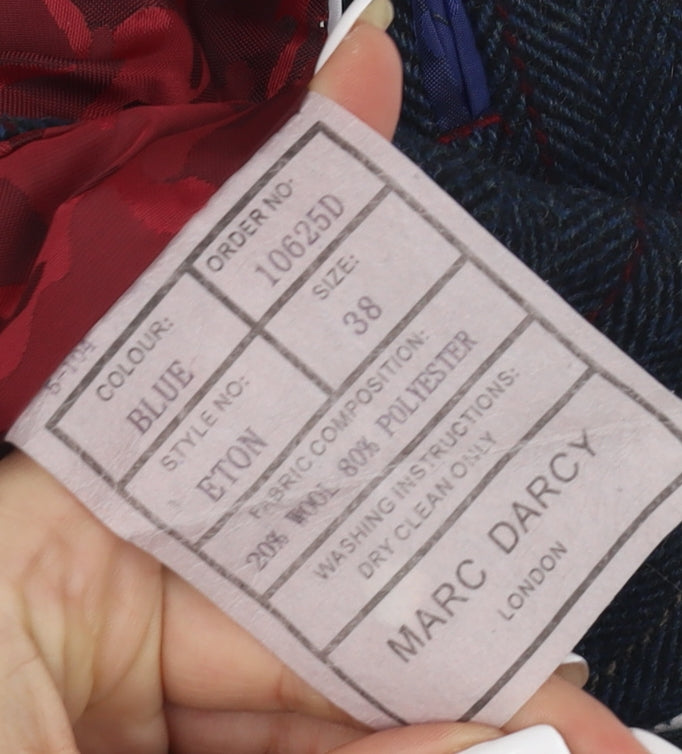 ORDER NO:
10625D
COLOUR:
BLUE
SIZE:
38
STYLE NO:
ETON
FABRIC COMPOSITION:
20% WOOL 80% POLYESTER
WASHING INSTRUCTIONS:
DRY CLEAN ONLY
MARC DARCY
LONDON